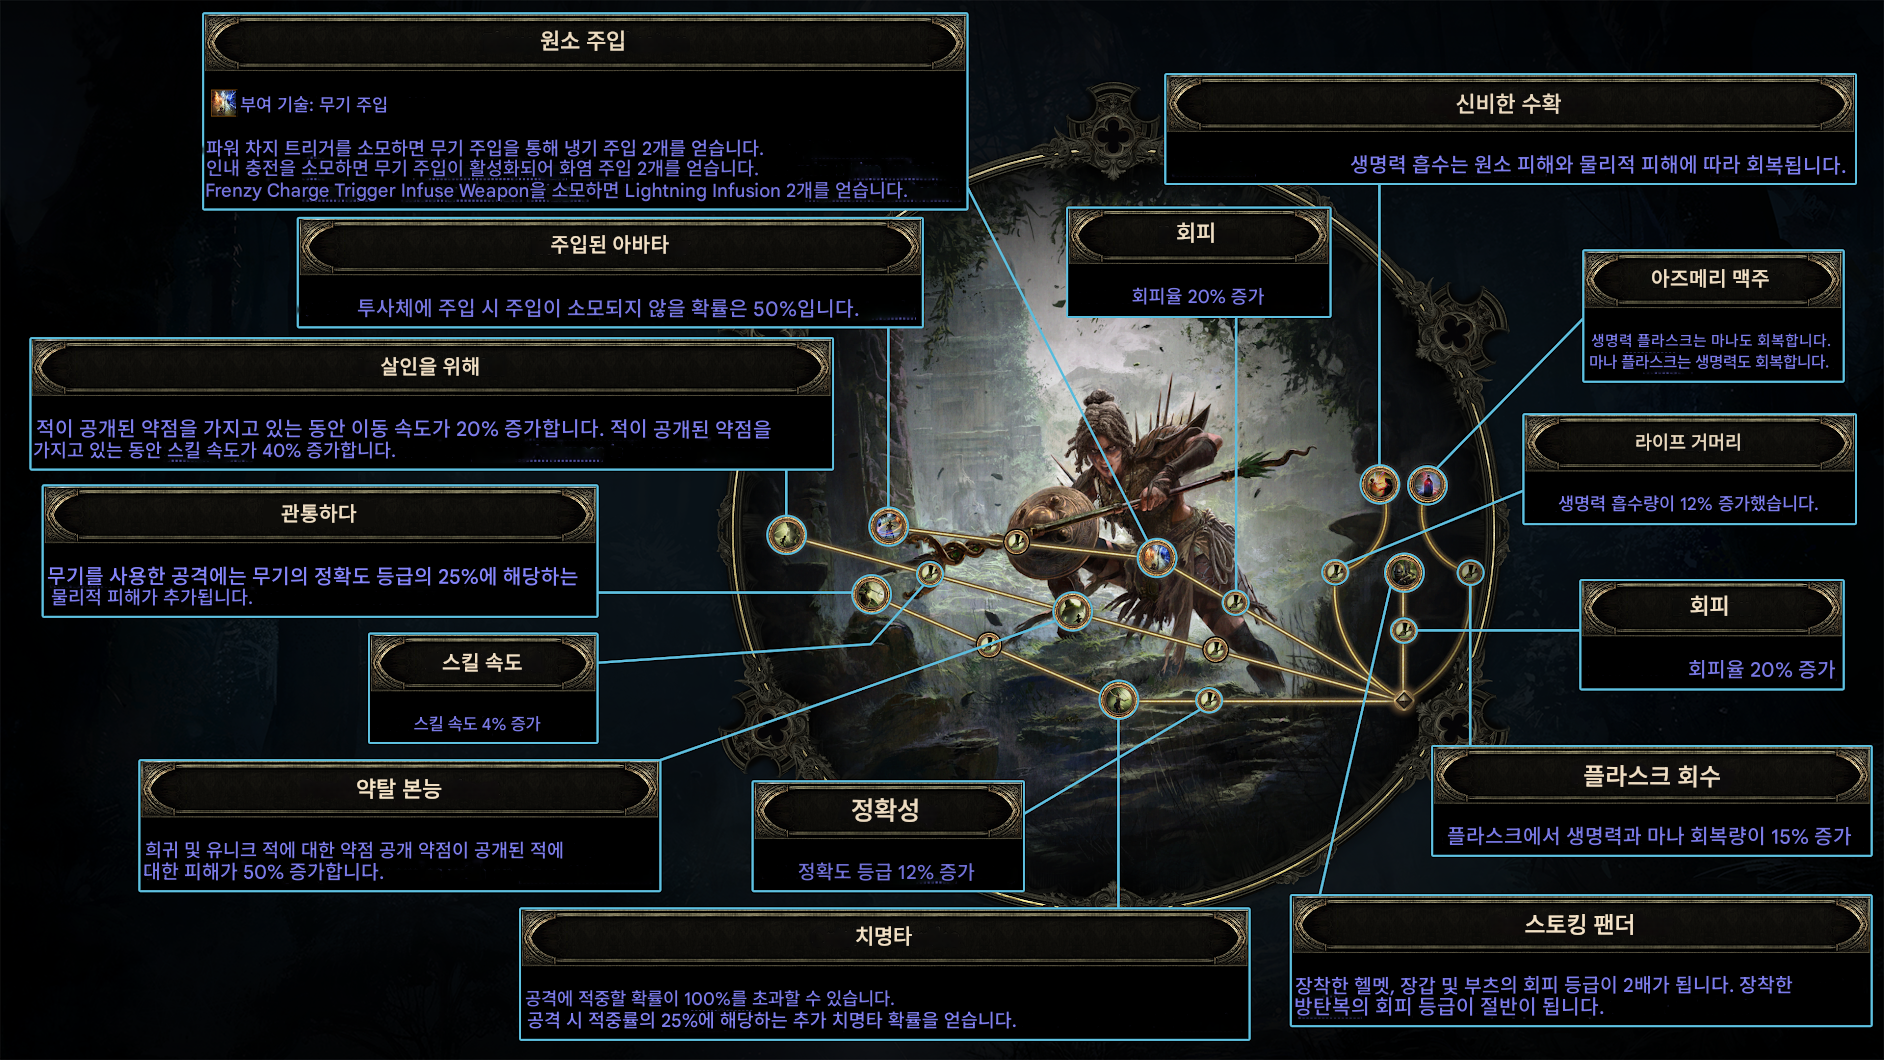 원소 주입
부여 기술: 무기 주입
파워 차지 트리거를 소모하면 무기 주입을 통해 냉기 주입 2개를 얻습니다.
인내 충전을 소모하면 무기 주입이 활성화되어 화염 주입 2개를 얻습니다.
Frenzy Charge Trigger Infuse Weapon을 소모하면 Lightning Infusion 2개를 얻습니다.
신비한 수확
생명력 흡수는 원소 피해와 물리적 피해에 따라 회복됩니다.
주입된 아바타
투사체에 주입 시 주입이 소모되지 않을 확률은 50%입니다.
회피
회피율 20% 증가
아즈메리 맥주
생명력 플라스크는 마나도 회복합니다.
마나 플라스크는 생명력도 회복합니다.
살인을 위해
적이 공개된 약점을 가지고 있는 동안 이동 속도가 20% 증가합니다. 적이 공개된 약점을
가지고 있는 동안 스킬 속도가 40% 증가합니다.
라이프 거머리
생명력 흡수량이 12% 증가했습니다.
관통하다
무기를 사용한 공격에는 무기의 정확도 등급의 25%에 해당하는
물리적 피해가 추가됩니다.
회피
회피율 20% 증가
스킬 속도
스킬 속도 4% 증가
약탈 본능
희귀 및 유니크 적에 대한 약점 공개 약점이 공개된 적에
대한 피해가 50% 증가합니다.
정확성
정확도 등급 12% 증가
플라스크 회수
플라스크에서 생명력과 마나 회복량이 15% 증가
치명타
공격에 적중할 확률이 100%를 초과할 수 있습니다.
공격 시 적중률의 25%에 해당하는 추가 치명타 확률을 얻습니다.
스토킹 팬더
장착한 헬멧, 장갑 및 부츠의 회피 등급이 2배가 됩니다. 장착한
방탄복의 회피 등급이 절반이 됩니다.